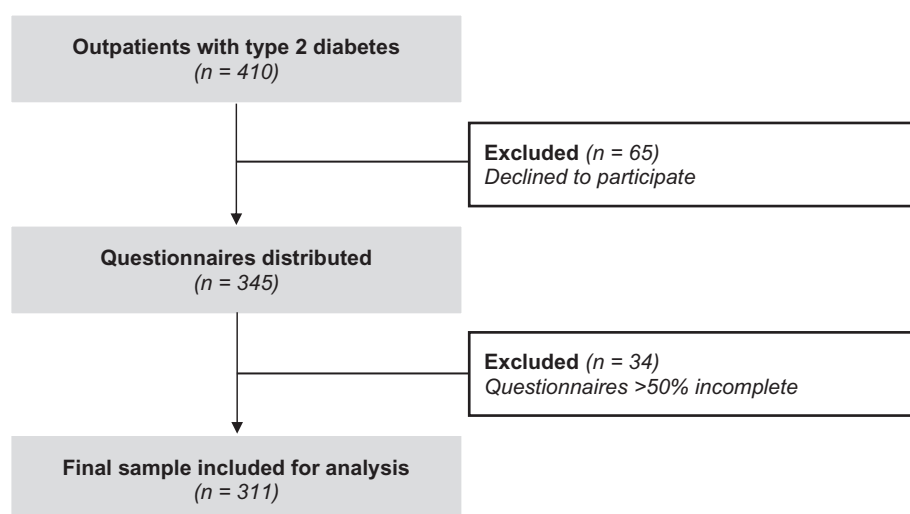 Outpatients with type 2 diabetes
(n = 410)
Excluded (n = 65)
Declined to participate
Questionnaires distributed
(n = 345)
Excluded (n = 34)
Questionnaires >50% incomplete
Final sample included for analysis
(n = 311)